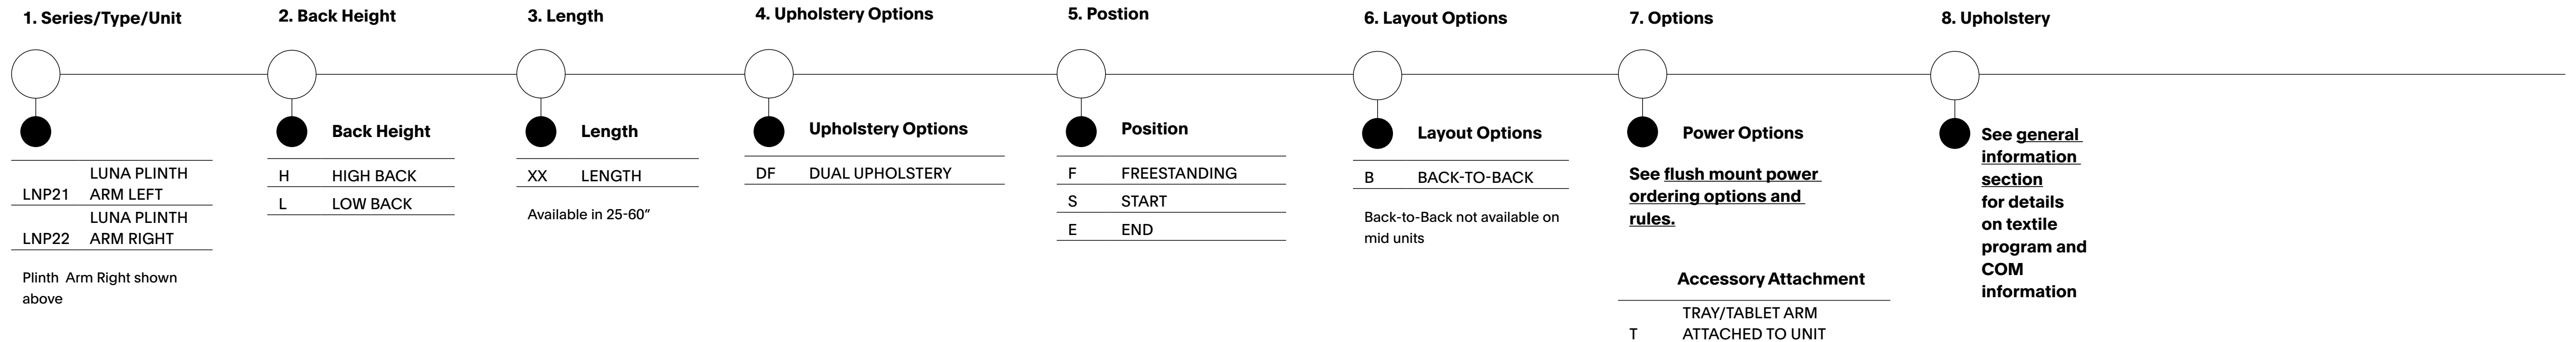 1. Series/Type/Unit
LUNA PLINTH
LNP21 ARM LEFT
LUNA PLINTH
LNP22 ARM RIGHT
Plinth Arm Right shown
above
2. Back Height
Back Height
H HIGH BACK
L LOW BACK
3. Length
Length
XX LENGTH
Available in 25-60”
4. Upholstery Options
Upholstery Options
DF DUAL UPHOLSTERY
5. Postion
Position
F FREESTANDING
S START
E END
6. Layout Options
Layout Options
B BACK-TO-BACK
Back-to-Back not available on
mid units
7. Options
Power Options
See flush mount power
ordering options and
rules.
Accessory Attachment
TRAY/TABLET ARM
T ATTACHED TO UNIT
8. Upholstery
See general
information
section
for details
on textile
program and
COM
information